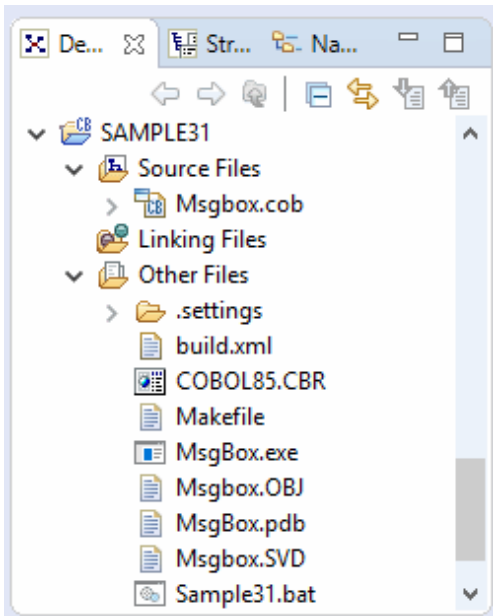 De... Str... Na...
SAMPLE31
Source Files
Msgbox.cob
Linking Files
Other Files
.settings
build.xml
COBOL85.CBR
Makefile
MsgBox.exe
Msgbox.OBJ
MsgBox.pdb
Msgbox.SVD
Sample31.bat